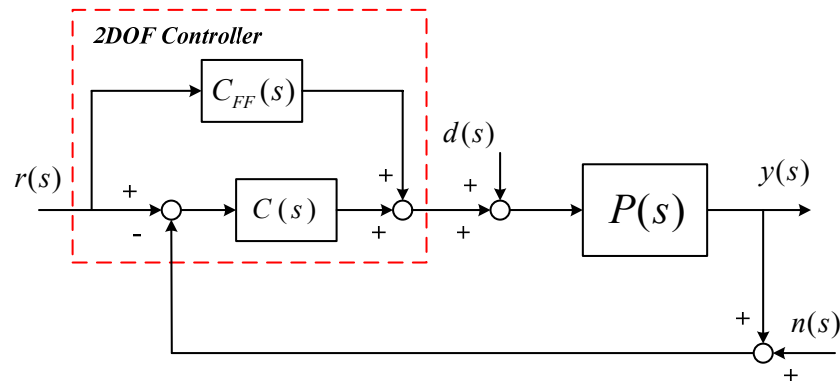 2DOF Controller
C_FF(s)
d(s)
r(s)
+
+
+
y(s)
C(s)
P(s)
-
+
+
+
n(s)
+